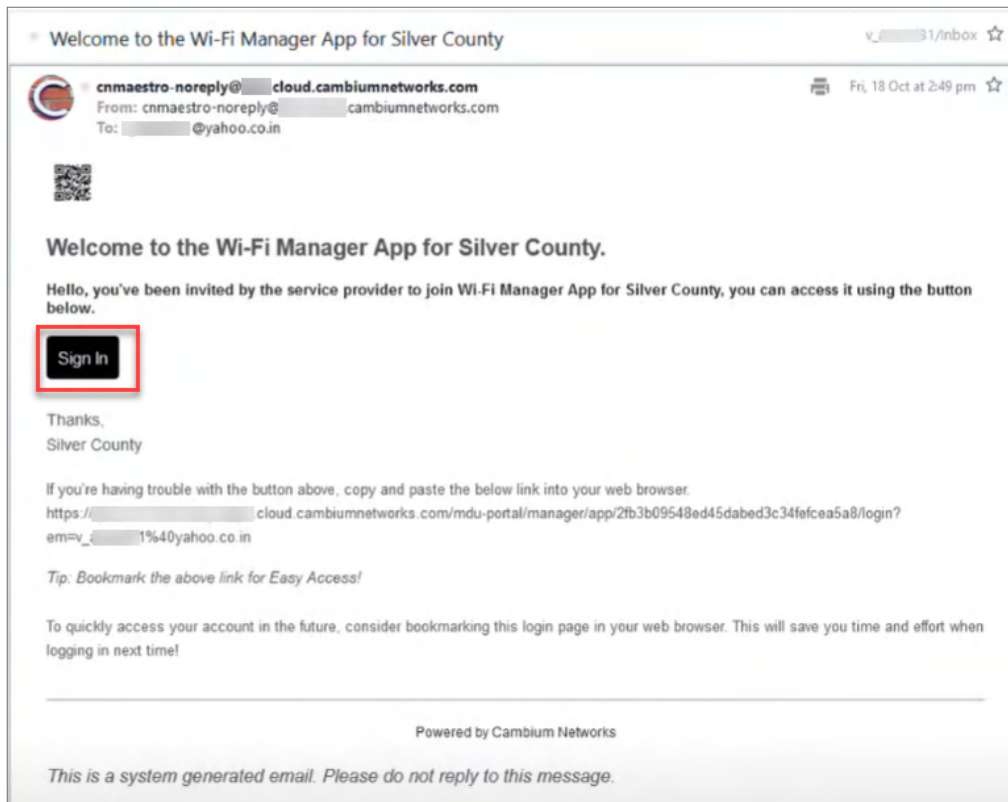 Welcome to the Wi-Fi Manager App for Silver County
v_ 31/Inbox
cnmaestro-noreply@ cloud.cambiumnetworks.com
Fri, 18 Oct at 2:49 pm
From: cnmaestro-noreply@ cambiumnetworks.com
To: @yahoo.co.in
Welcome to the Wi-Fi Manager App for Silver County.
Hello, you've been invited by the service provider to join Wi-Fi Manager App for Silver County, you can access it using the button
below.
Sign In
Thanks,
Silver County
If you're having trouble with the button above, copy and paste the below link into your web browser.
https:// cloud.cambiumnetworks.com/mdu-portal/manager/app/2fb3b09548ed45dabed3c34fefcea5a8/login?
em=v_ 1%40yahoo.co.in
Tip: Bookmark the above link for Easy Access!
To quickly access your account in the future, consider bookmarking this login page in your web browser. This will save you time and effort when
logging in next time!
Powered by Cambium Networks
This is a system generated email. Please do not reply to this message.